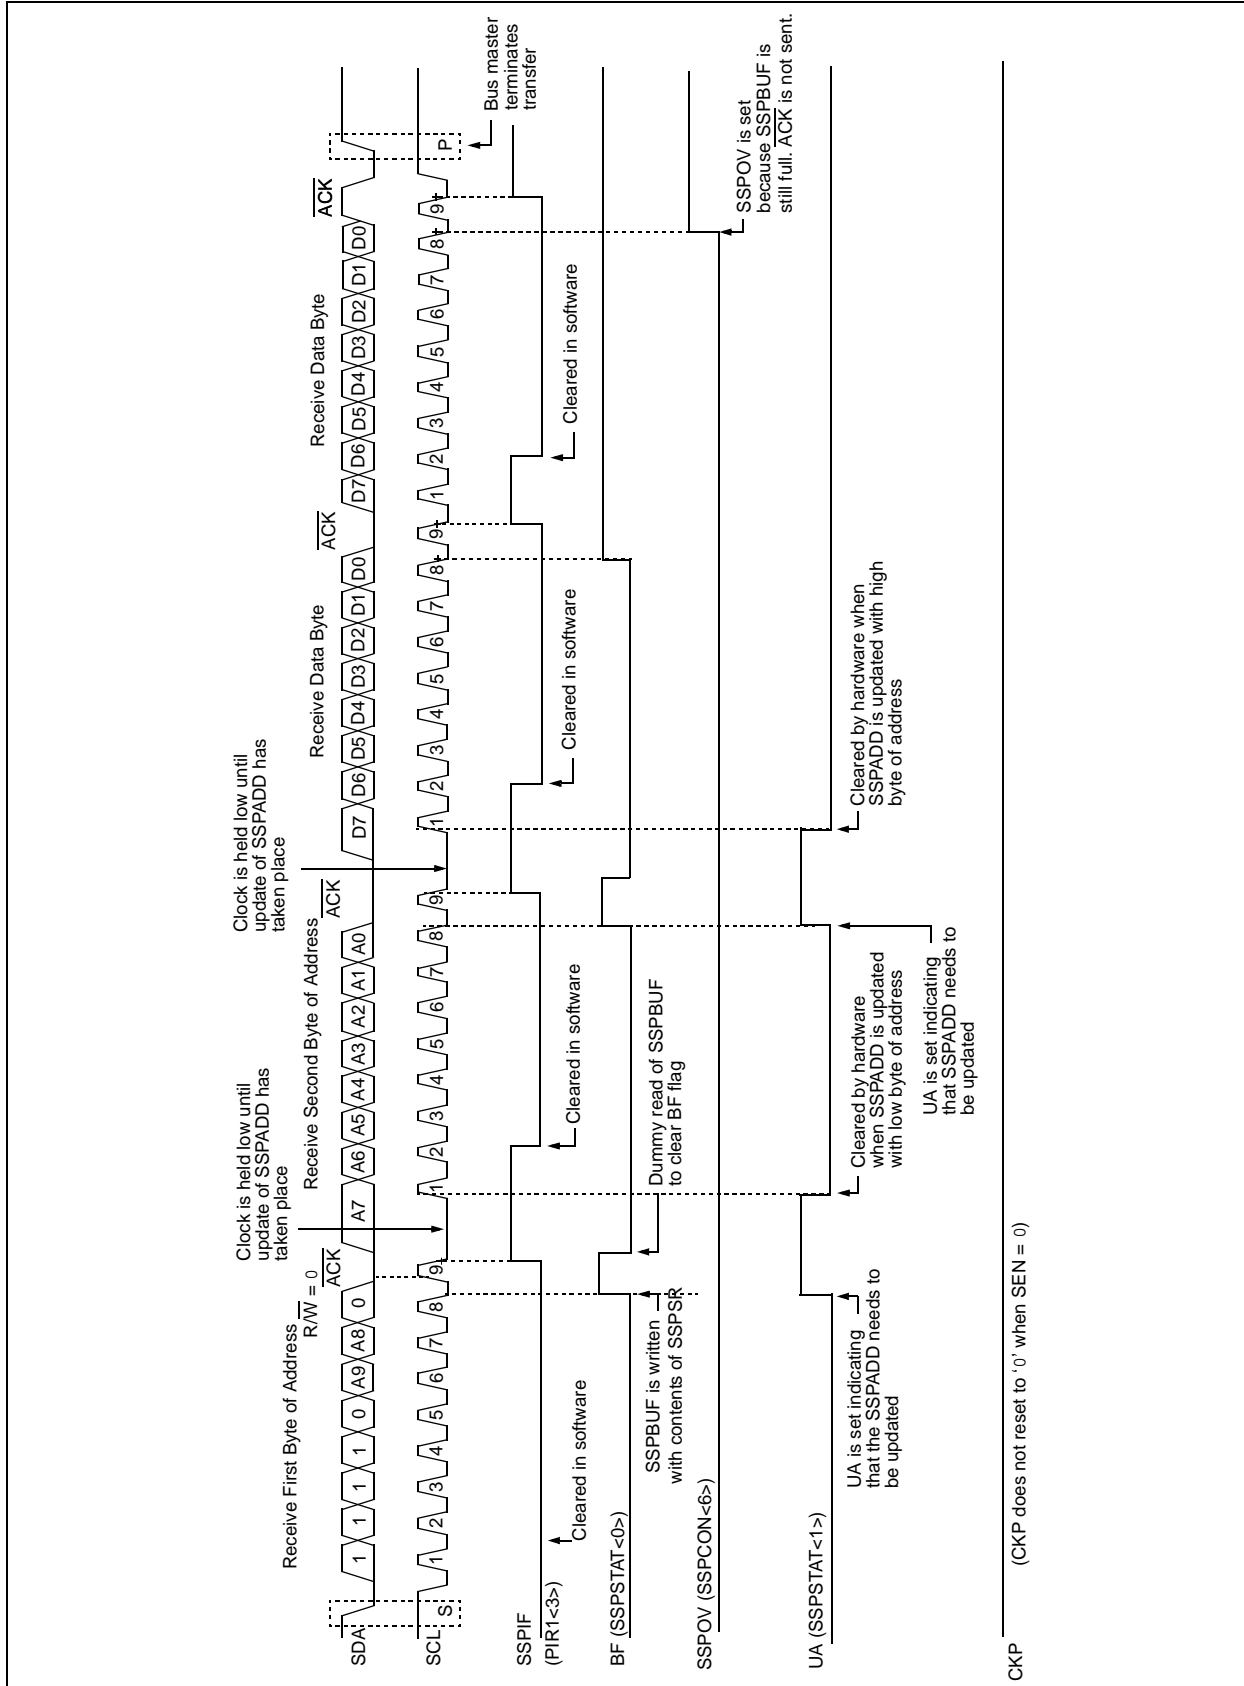 Receive First Byte of Address
R/W = 0
ACK
Clock is held low until
update of SSPADD has
taken place
Receive Second Byte of Address
ACK
Clock is held low until
update of SSPADD has
taken place
Receive Data Byte
ACK
Receive Data Byte
ACK
SDA
1 1 1 1 0 A9 A8 0
A7 A6 A5 A4 A3 A2 A1 A0
D7 D6 D5 D4 D3 D2 D1 D0
D7 D6 D5 D4 D3 D2 D1 D0
SCL
S
1 2 3 4 5 6 7 8 9
1 2 3 4 5 6 7 8 9
1 2 3 4 5 6 7 8 9
1 2 3 4 5 6 7 8 9
P
Bus master
terminates
transfer
SSPIF
(PIR1<3>)
Cleared in software
Cleared in software
Cleared in software
Cleared in software
BF (SSPSTAT<0>)
SSPBUF is written
with contents of SSPSR
Dummy read of SSPBUF
to clear BF flag
SSPOV (SSPCON<6>)
SSPOV is set
because SSPBUF is
still full. ACK is not sent.
UA (SSPSTAT<1>)
UA is set indicating
that the SSPADD needs to
be updated
Cleared by hardware
when SSPADD is updated
with low byte of address
UA is set indicating
that SSPADD needs to
be updated
Cleared by hardware when
SSPADD is updated with high
byte of address
CKP
(CKP does not reset to ‘0’ when SEN = 0)